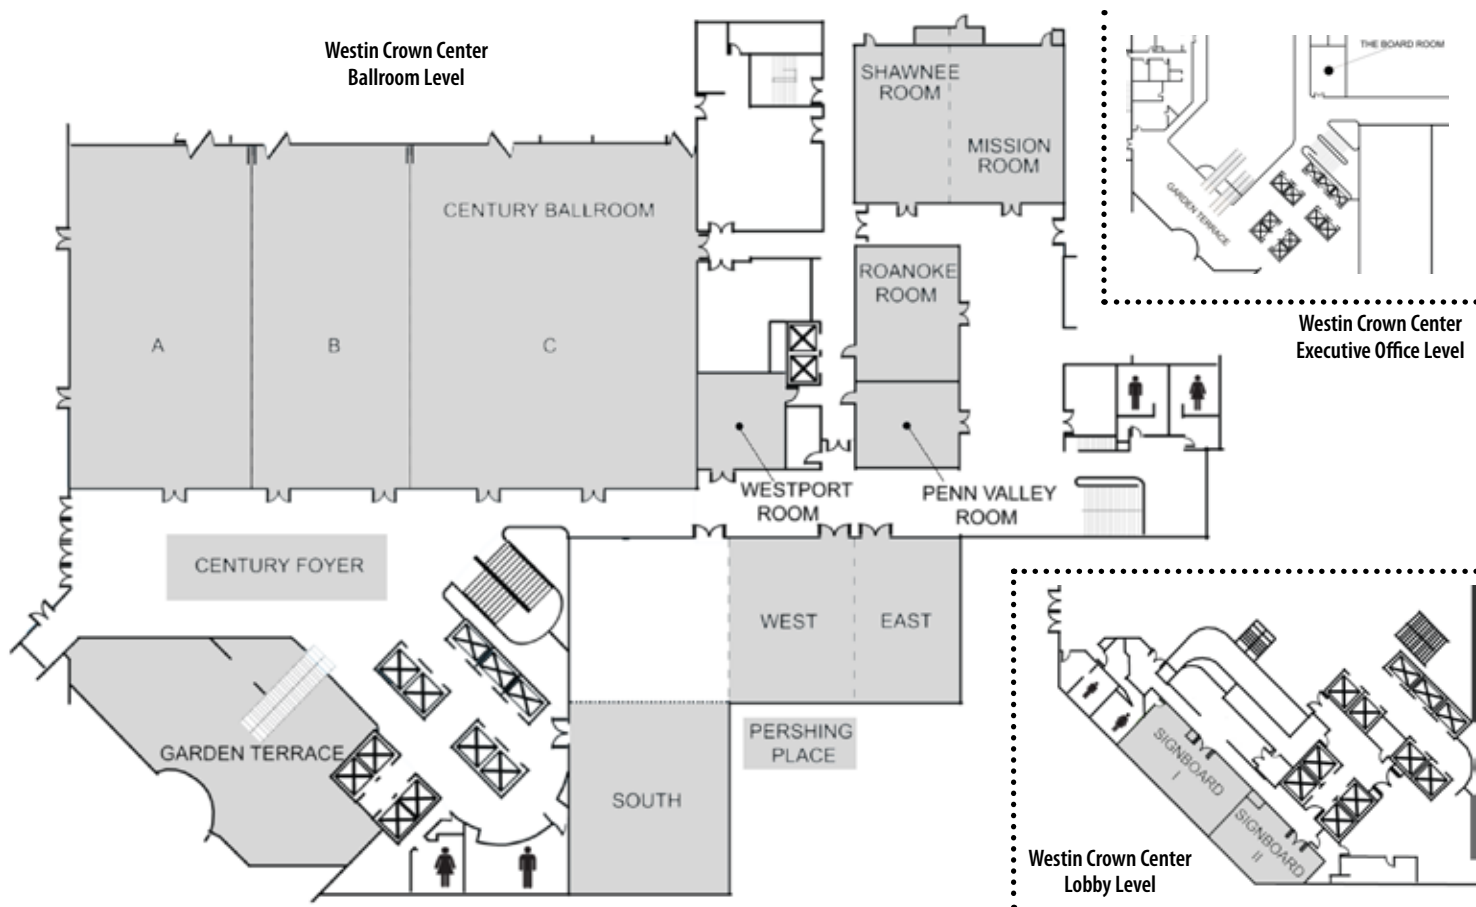 Westin Crown Center
Ballroom Level
SHAWNEE
ROOM
MISSION
ROOM
THE BOARD ROOM
GARDEN TERRACE
Westin Crown Center
Executive Office Level
CENTURY BALLROOM
A
B
C
ROANOKE
ROOM
WESTPORT
ROOM
PENN VALLEY
ROOM
CENTURY FOYER
WEST
EAST
GARDEN TERRACE
PERSHING
PLACE
SOUTH
SIGNBOARD
I
SIGNBOARD
II
Westin Crown Center
Lobby Level